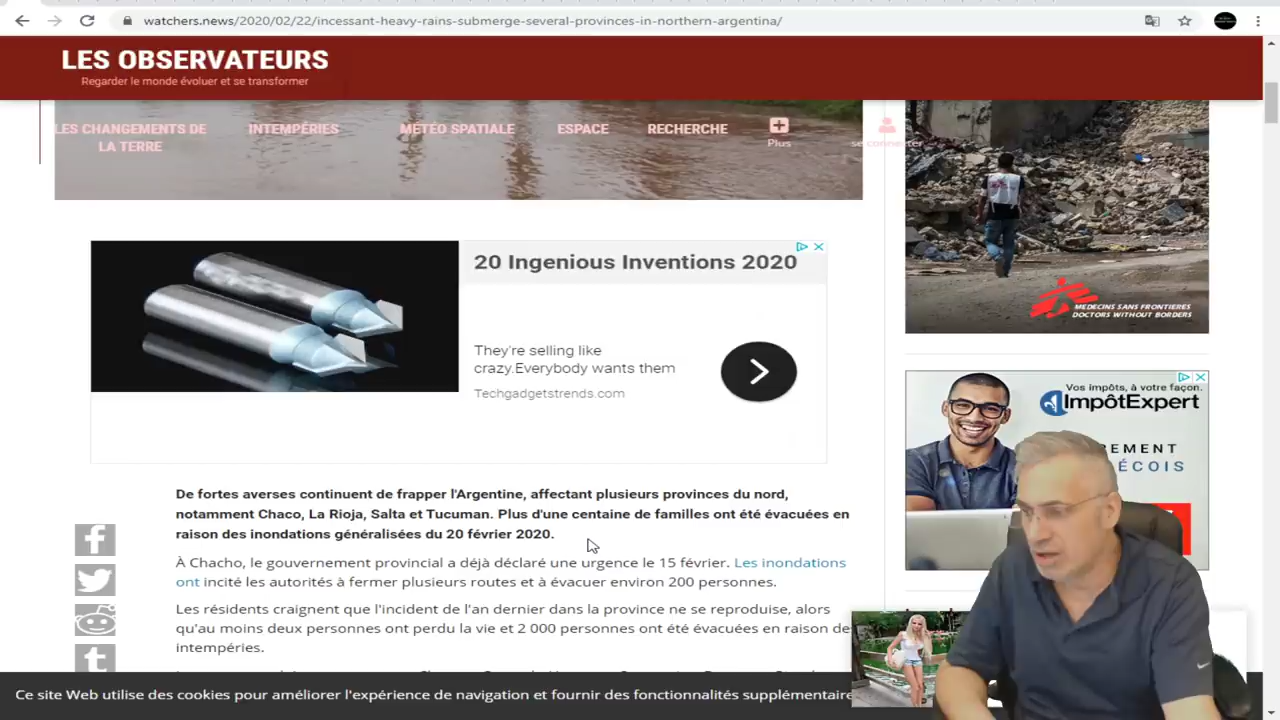 watchers.news/2020/02/22/incessant-heavy-rains-submerge-several-provinces-in-northern-argentina/
LES OBSERVATEURS
Regarder le monde évoluer et se transformer
LES CHANGEMENTS DE
LA TERRE
INTEMPÉRIES
METÉO SPATIALE
ESPACE
RECHERCHE
Plus
se connecter
MEDECINS SANS FRONTIERES
DOCTORS WITHOUT BORDERS
20 Ingenious Inventions 2020
They're selling like
crazy.Everybody wants them
Techgadgetstrends.com
Vos impôts, à votre façon.
ImpôtExpert
De fortes averses continuent de frapper l'Argentine, affectant plusieurs provinces du nord,
notamment Chaco, La Rioja, Salta et Tucuman. Plus d'une centaine de familles ont été évacuées en
raison des inondations généralisées du 20 février 2020.
À Chacho, le gouvernement provincial a déjà déclaré une urgence le 15 février. Les inondations
ont incité les autorités à fermer plusieurs routes et à évacuer environ 200 personnes.
Les résidents craignent que l'incident de l'an dernier dans la province ne se reproduise, alors
qu'au moins deux personnes ont perdu la vie et 2 000 personnes ont été évacuées en raison des
intempéries.
Ce site Web utilise des cookies pour améliorer l'expérience de navigation et fournir des fonctionnalités supplémentaires